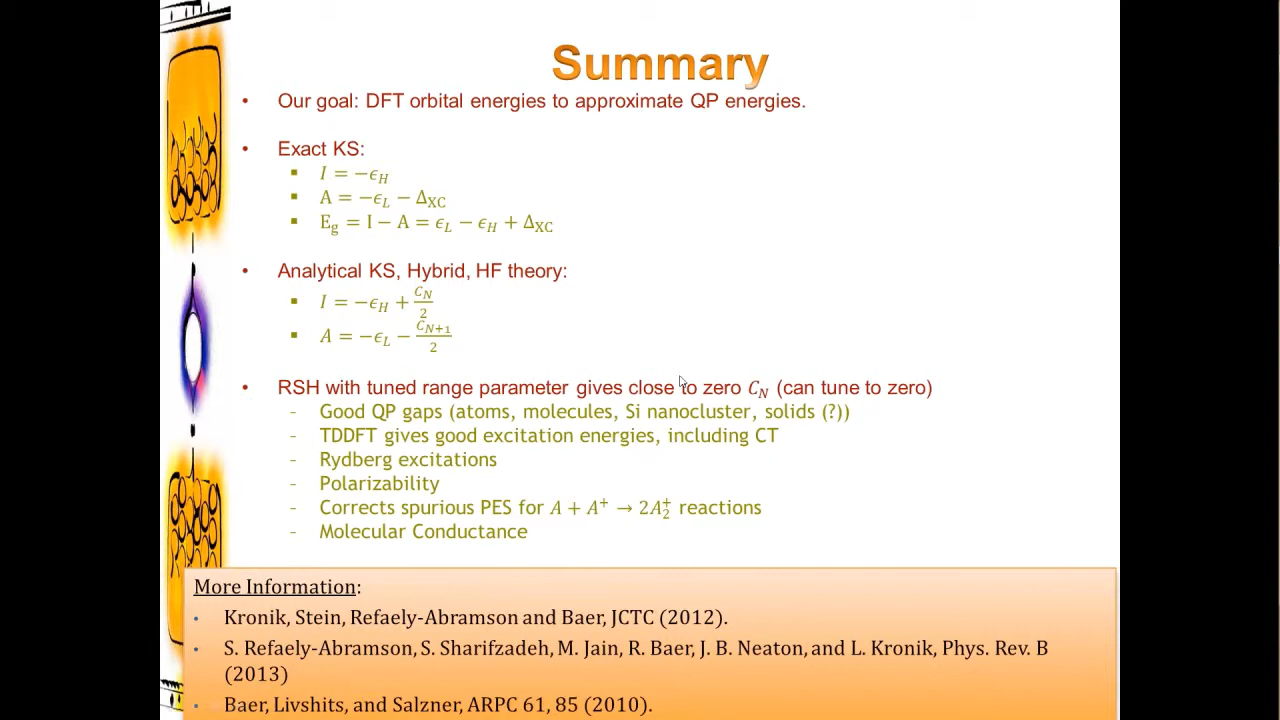 Summary
• Our goal: DFT orbital energies to approximate QP energies.
• Exact KS:
▪ I = −ϵ_H
▪ A = −ϵ_L − Δ_XC
▪ E_g = I − A = ϵ_L − ϵ_H + Δ_XC
• Analytical KS, Hybrid, HF theory:
▪ I = −ϵ_H + C_N/2
▪ A = −ϵ_L − C_{N+1}/2
• RSH with tuned range parameter gives close to zero C_N (can tune to zero)
– Good QP gaps (atoms, molecules, Si nanocluster, solids (?))
– TDDFT gives good excitation energies, including CT
– Rydberg excitations
– Polarizability
– Corrects spurious PES for A + A⁺ → 2A₂⁺ reactions
– Molecular Conductance
More Information:
• Kronik, Stein, Refaely-Abramson and Baer, JCTC (2012).
• S. Refaely-Abramson, S. Sharifzadeh, M. Jain, R. Baer, J. B. Neaton, and L. Kronik, Phys. Rev. B
(2013)
• Baer, Livshits, and Salzner, ARPC 61, 85 (2010).